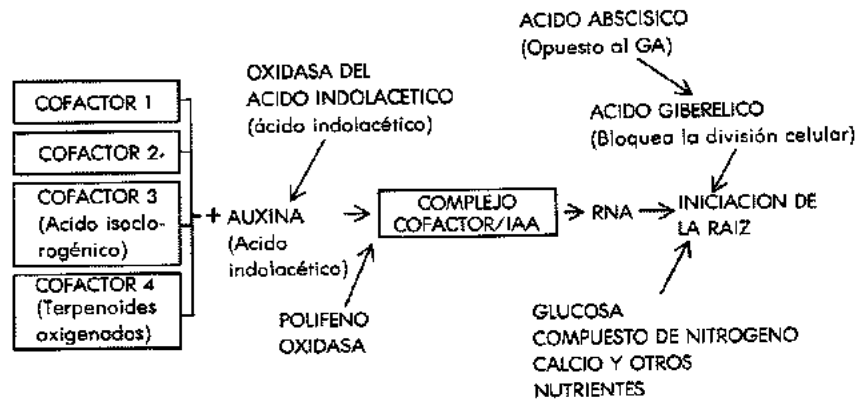 ACIDO ABSCISICO
(Opuesto al GA)
OXIDASA DEL
ACIDO INDOLACETICO
(ácido indolacético)
ACIDO GIBERELICO
(Bloquea la división celular)
COFACTOR 1
COFACTOR 2.
COFACTOR 3
(Acido isoclo-
rogénico)
COFACTOR 4
(Terpenoides
oxigenados)
+ AUXINA
(Acido
indolacético)
COMPLEJO
COFACTOR/IAA
RNA
INICIACION DE
LA RAIZ
POLIFENO
OXIDASA
GLUCOSA
COMPUESTO DE NITROGENO
CALCIO Y OTROS
NUTRIENTES